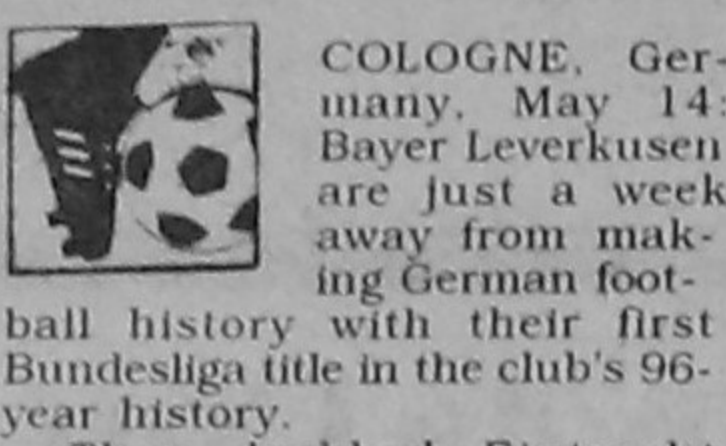 COLOGNE, Ger-
many, May 14.
Bayer Leverkusen
are just a week
away from mak-
ing German foot-
ball history with their first
Bundesliga title in the club's 96-
year history.